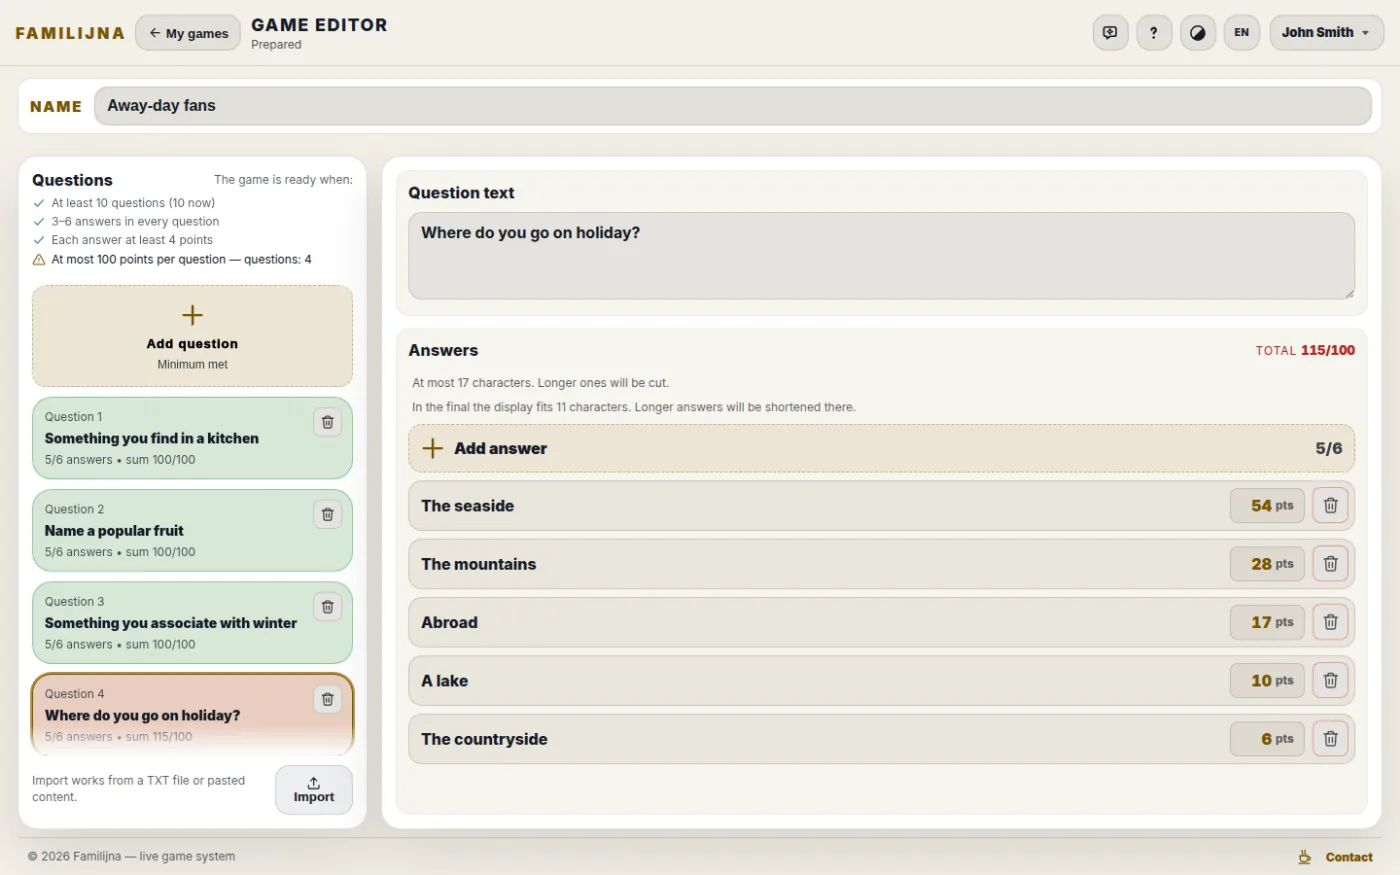 FAMILIJNA
My games
GAME EDITOR
Prepared
?
EN
John Smith
NAME
Away-day fans
Questions
The game is ready when:
At least 10 questions (10 now)
3–6 answers in every question
Each answer at least 4 points
At most 100 points per question — questions: 4
Add question
Minimum met
Question 1
Something you find in a kitchen
5/6 answers • sum 100/100
Question 2
Name a popular fruit
5/6 answers • sum 100/100
Question 3
Something you associate with winter
5/6 answers • sum 100/100
Question 4
Where do you go on holiday?
5/6 answers • sum 115/100
Import works from a TXT file or pasted
content.
Import
Question text
Where do you go on holiday?
Answers
TOTAL 115/100
At most 17 characters. Longer ones will be cut.
In the final the display fits 11 characters. Longer answers will be shortened there.
Add answer
5/6
The seaside
54 pts
The mountains
28 pts
Abroad
17 pts
A lake
10 pts
The countryside
6 pts
© 2026 Familijna — live game system
Contact